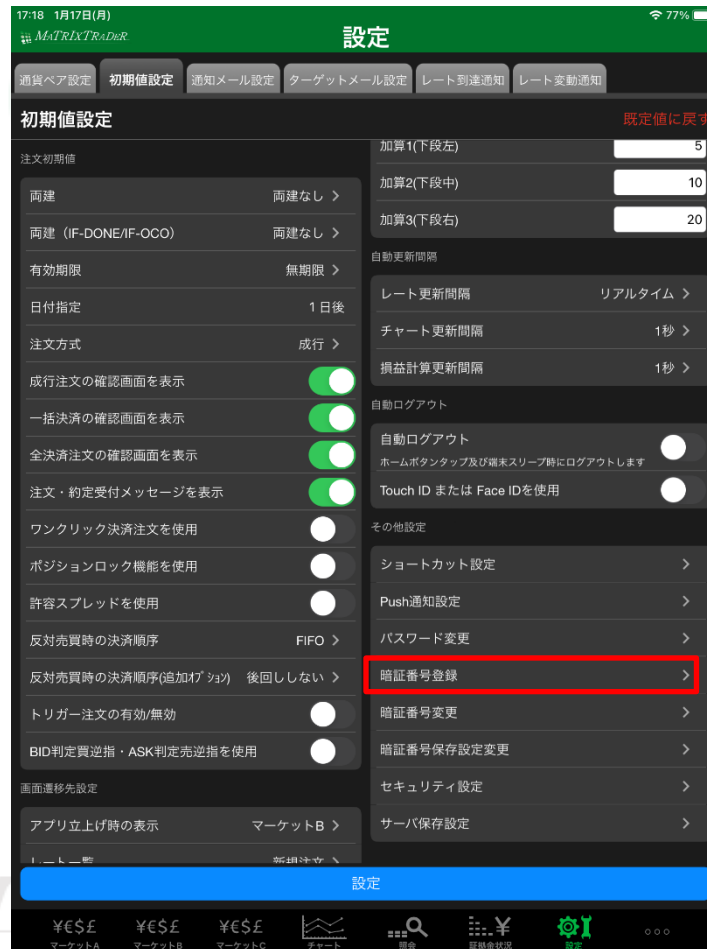 17:18 1月17日(月)
77%
MATRIXTRADER
設定
通貨ペア設定
初期値設定
通知メール設定
ターゲットメール設定
レート到達通知
レート変動通知
初期値設定
既定値に戻す
注文初期値
両建 両建なし
両建（IF-DONE/IF-OCO） 両建なし
有効期限 無期限
日付指定 1日後
注文方式 成行
成行注文の確認画面を表示
一括決済の確認画面を表示
全決済注文の確認画面を表示
注文・約定受付メッセージを表示
ワンクリック決済注文を使用
ポジションロック機能を使用
許容スプレッドを使用
反対売買時の決済順序 FIFO
反対売買時の決済順序(追加ｵﾌﾟｼｮﾝ) 後回ししない
トリガー注文の有効/無効
BID判定買逆指・ASK判定売逆指を使用
画面遷移先設定
アプリ立上げ時の表示 マーケットB
レート一覧 新規注文
加算1(下段左) 5
加算2(下段中) 10
加算3(下段右) 20
自動更新間隔
レート更新間隔 リアルタイム
チャート更新間隔 1秒
損益計算更新間隔 1秒
自動ログアウト
自動ログアウト
ホームボタンタップ及び端末スリープ時にログアウトします
Touch ID または Face IDを使用
その他設定
ショートカット設定
Push通知設定
パスワード変更
暗証番号登録
暗証番号変更
暗証番号保存設定変更
セキュリティ設定
サーバ保存設定
設定
¥€$£ ¥€$£ ¥€$£ ¥
マーケットA マーケットB マーケットC チャート 照会 証拠金状況 設定